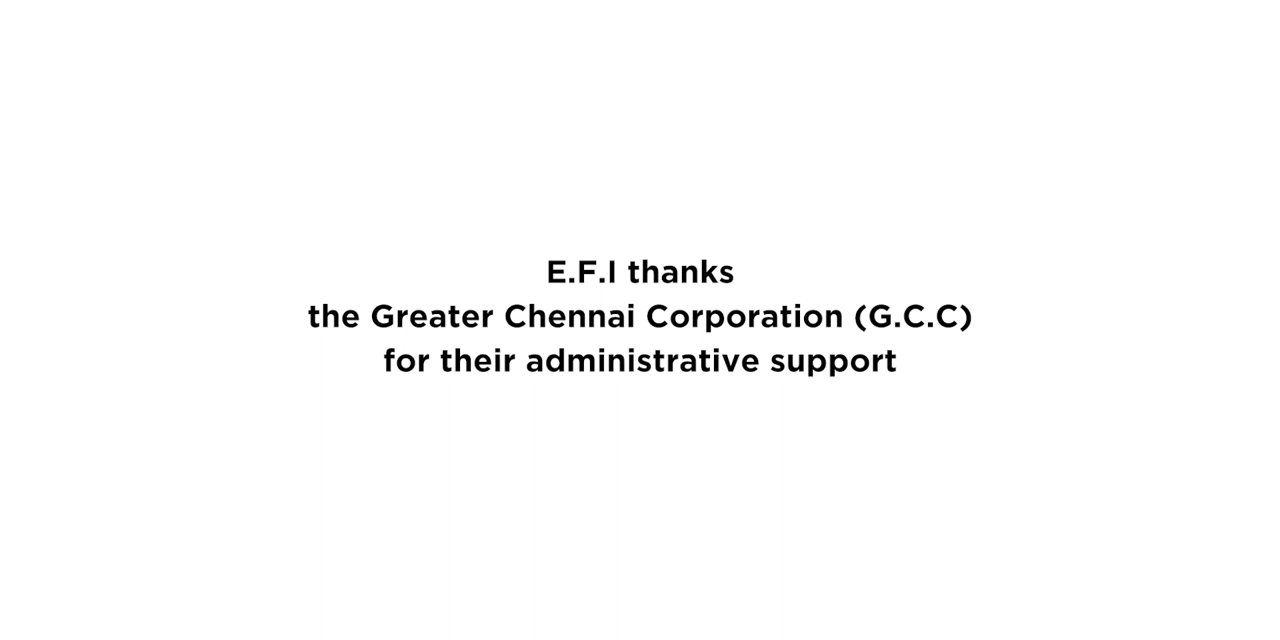 E.F.I thanks
the Greater Chennai Corporation (G.C.C)
for their administrative support